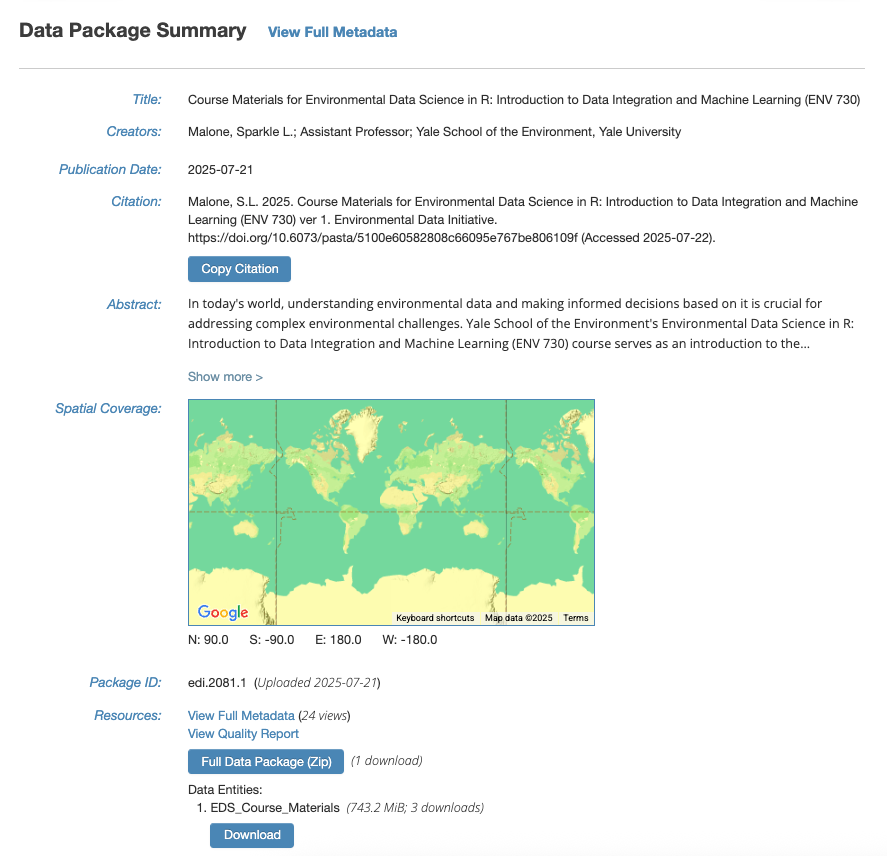 Data Package Summary View Full Metadata
Title: Course Materials for Environmental Data Science in R: Introduction to Data Integration and Machine Learning (ENV 730)
Creators: Malone, Sparkle L.; Assistant Professor; Yale School of the Environment, Yale University
Publication Date: 2025-07-21
Citation: Malone, S.L. 2025. Course Materials for Environmental Data Science in R: Introduction to Data Integration and Machine
Learning (ENV 730) ver 1. Environmental Data Initiative.
https://doi.org/10.6073/pasta/5100e60582808c66095e767be806109f (Accessed 2025-07-22).
Copy Citation
Abstract: In today's world, understanding environmental data and making informed decisions based on it is crucial for
addressing complex environmental challenges. Yale School of the Environment's Environmental Data Science in R:
Introduction to Data Integration and Machine Learning (ENV 730) course serves as an introduction to the...
Show more >
Spatial Coverage:
Google
Keyboard shortcuts Map data ©2025 Terms
N: 90.0 S: -90.0 E: 180.0 W: -180.0
Package ID: edi.2081.1 (Uploaded 2025-07-21)
Resources: View Full Metadata (24 views)
View Quality Report
Full Data Package (Zip) (1 download)
Data Entities:
1. EDS_Course_Materials (743.2 MiB; 3 downloads)
Download